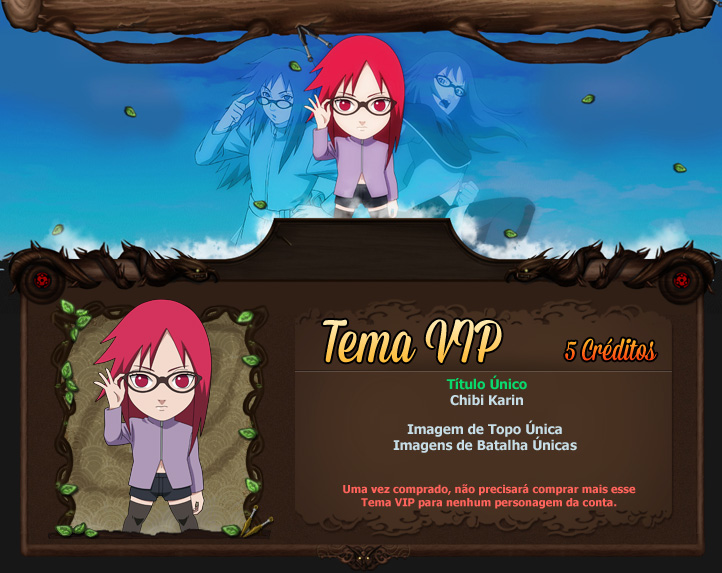 Tema VIP
5 Créditos
Título Único
Chibi Karin
Imagem de Topo Única
Imagens de Batalha Únicas
Uma vez comprado, não precisará comprar mais esse
Tema VIP para nenhum personagem da conta.